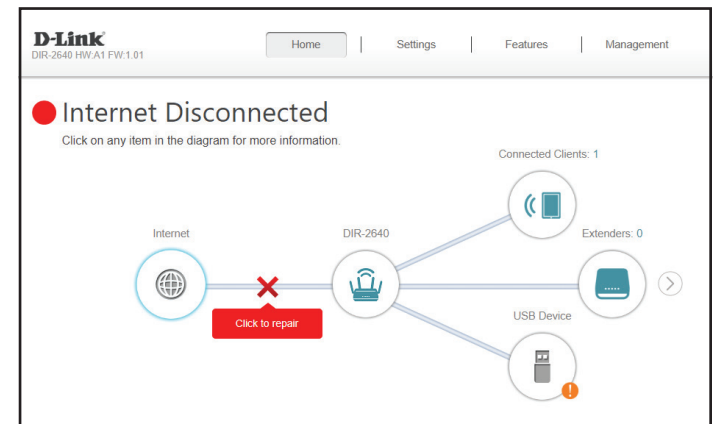 D-Link
DIR-2640 HW:A1 FW:1.01
Home
Settings
Features
Management
Internet Disconnected
Click on any item in the diagram for more information.
Connected Clients: 1
Internet
DIR-2640
Extenders: 0
Click to repair
USB Device
!